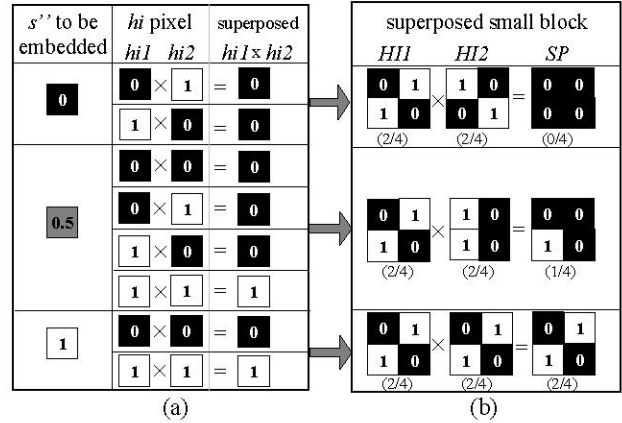 s'' to be embedded hi pixel hi1 hi2 superposed hi1 x hi2
0 0 × 1 = 0
1 × 0 = 0
0.5 0 × 0 = 0
0 × 1 = 0
1 × 0 = 0
1 × 1 = 1
1 0 × 0 = 0
1 × 1 = 1
(a)
superposed small block
HI1 HI2 SP
0 1 × 1 0 = 0 0
1 0 0 1 0 0
(2/4) (2/4) (0/4)
0 1 × 1 0 = 0 0
1 0 1 0 1 0
(2/4) (2/4) (1/4)
0 1 × 0 1 = 0 1
1 0 1 0 1 0
(2/4) (2/4) (2/4)
(b)